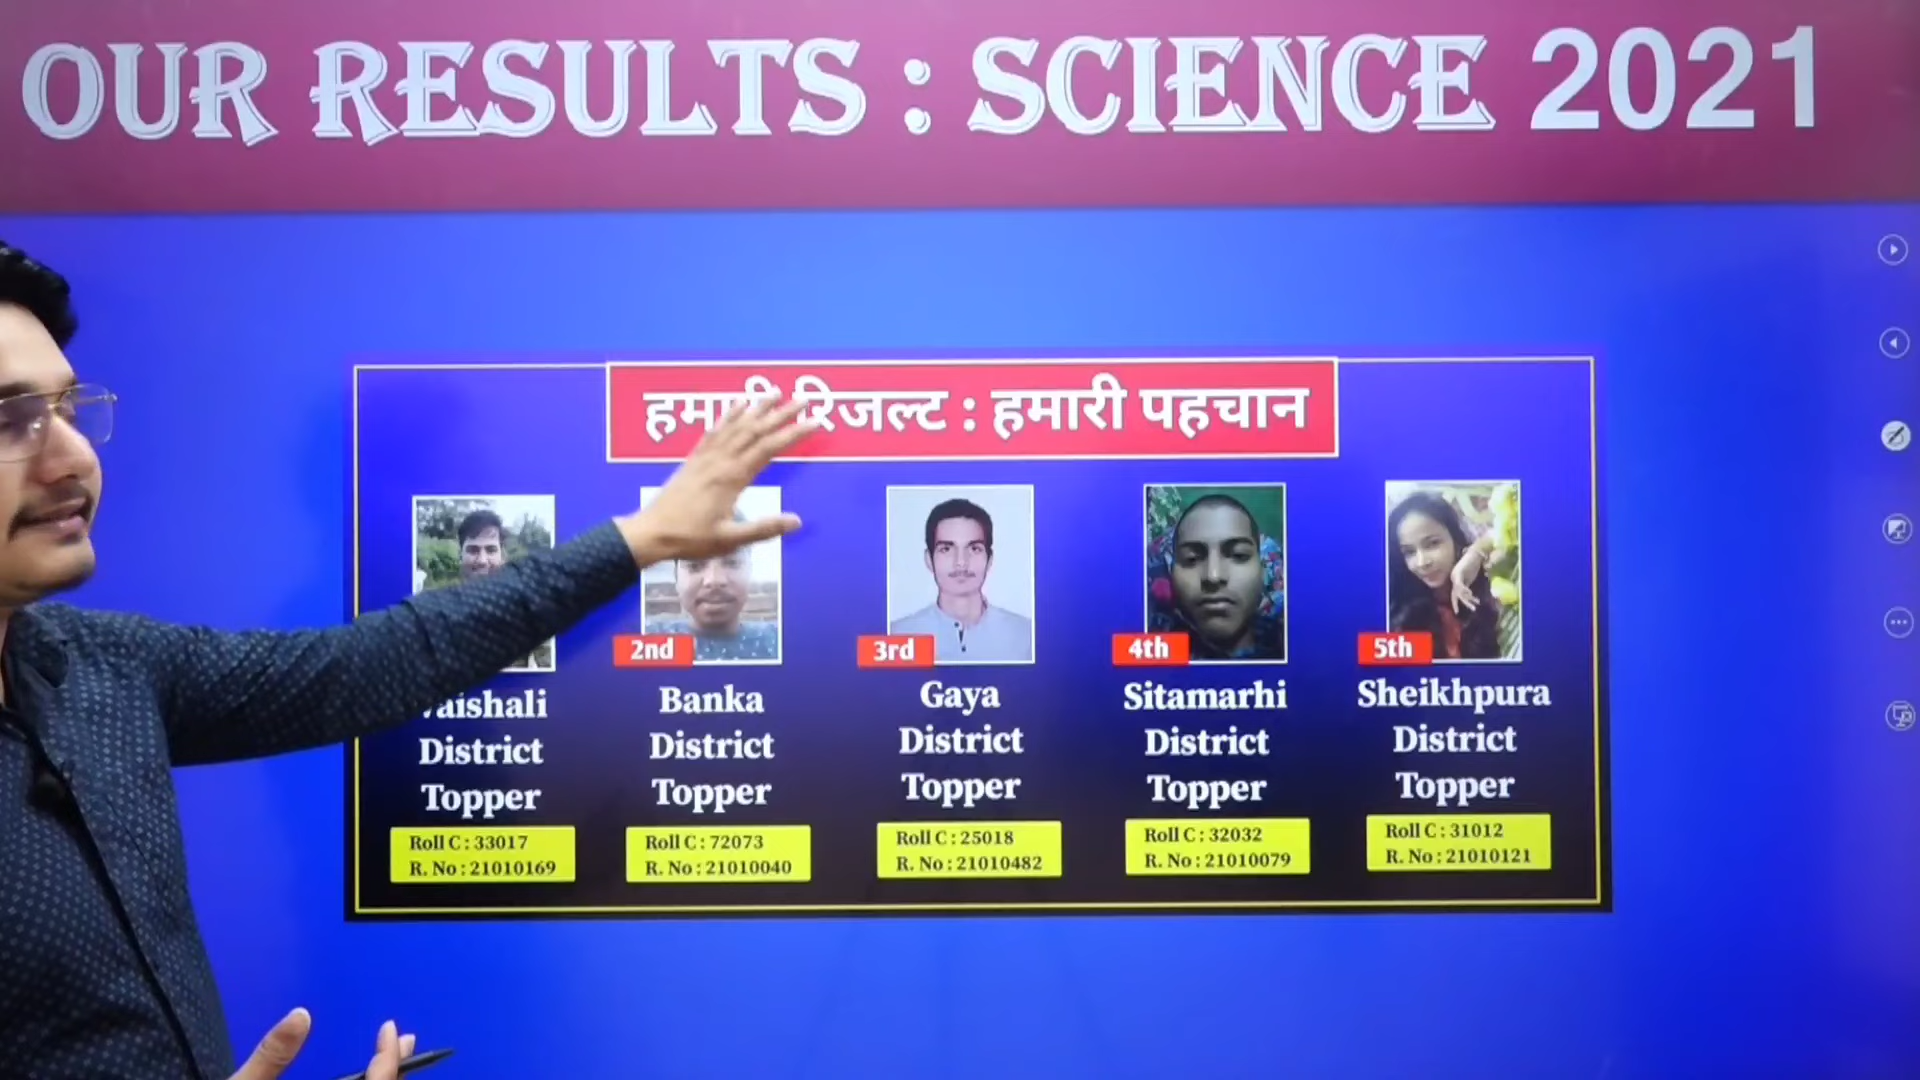 OUR RESULTS : SCIENCE 2021
हमारी रिजल्ट : हमारी पहचान
2nd
3rd
4th
5th
Vaishali
District
Topper
Banka
District
Topper
Gaya
District
Topper
Sitamarhi
District
Topper
Sheikhpura
District
Topper
Roll C : 33017
R. No : 21010169
Roll C : 72073
R. No : 21010040
Roll C : 25018
R. No : 21010482
Roll C : 32032
R. No : 21010079
Roll C : 31012
R. No : 21010121